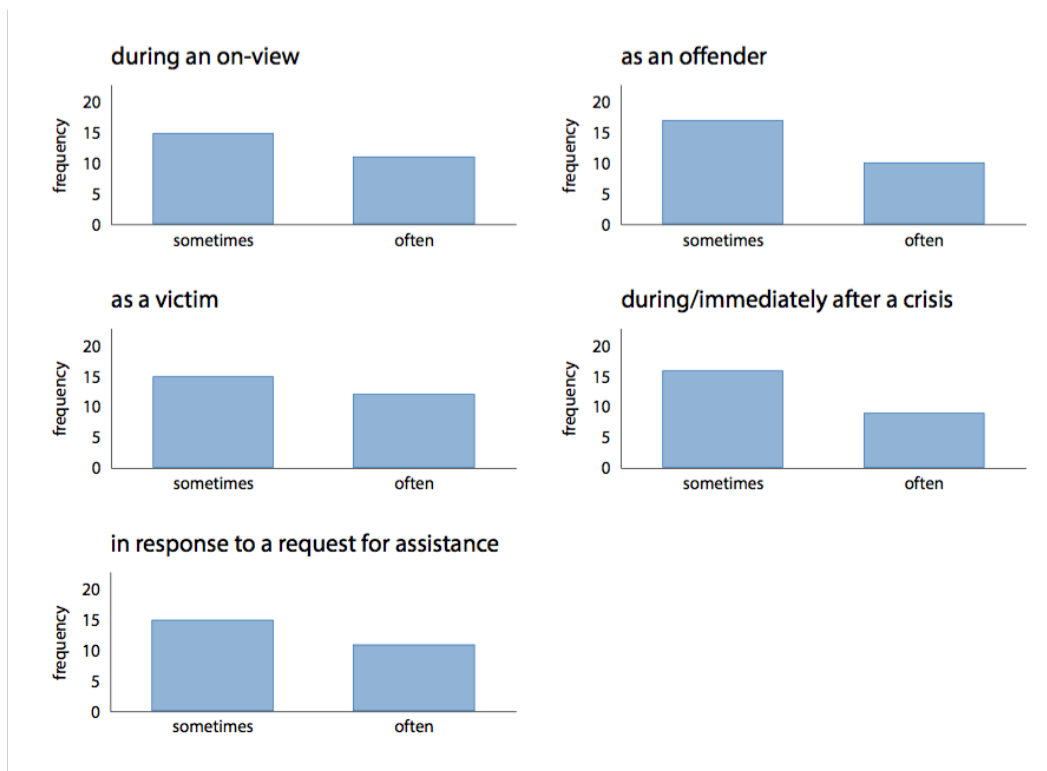 during an on-view
frequency
20
15
10
5
0
sometimes often
as an offender
frequency
20
15
10
5
0
sometimes often
as a victim
frequency
20
15
10
5
0
sometimes often
during/immediately after a crisis
frequency
20
15
10
5
0
sometimes often
in response to a request for assistance
frequency
20
15
10
5
0
sometimes often